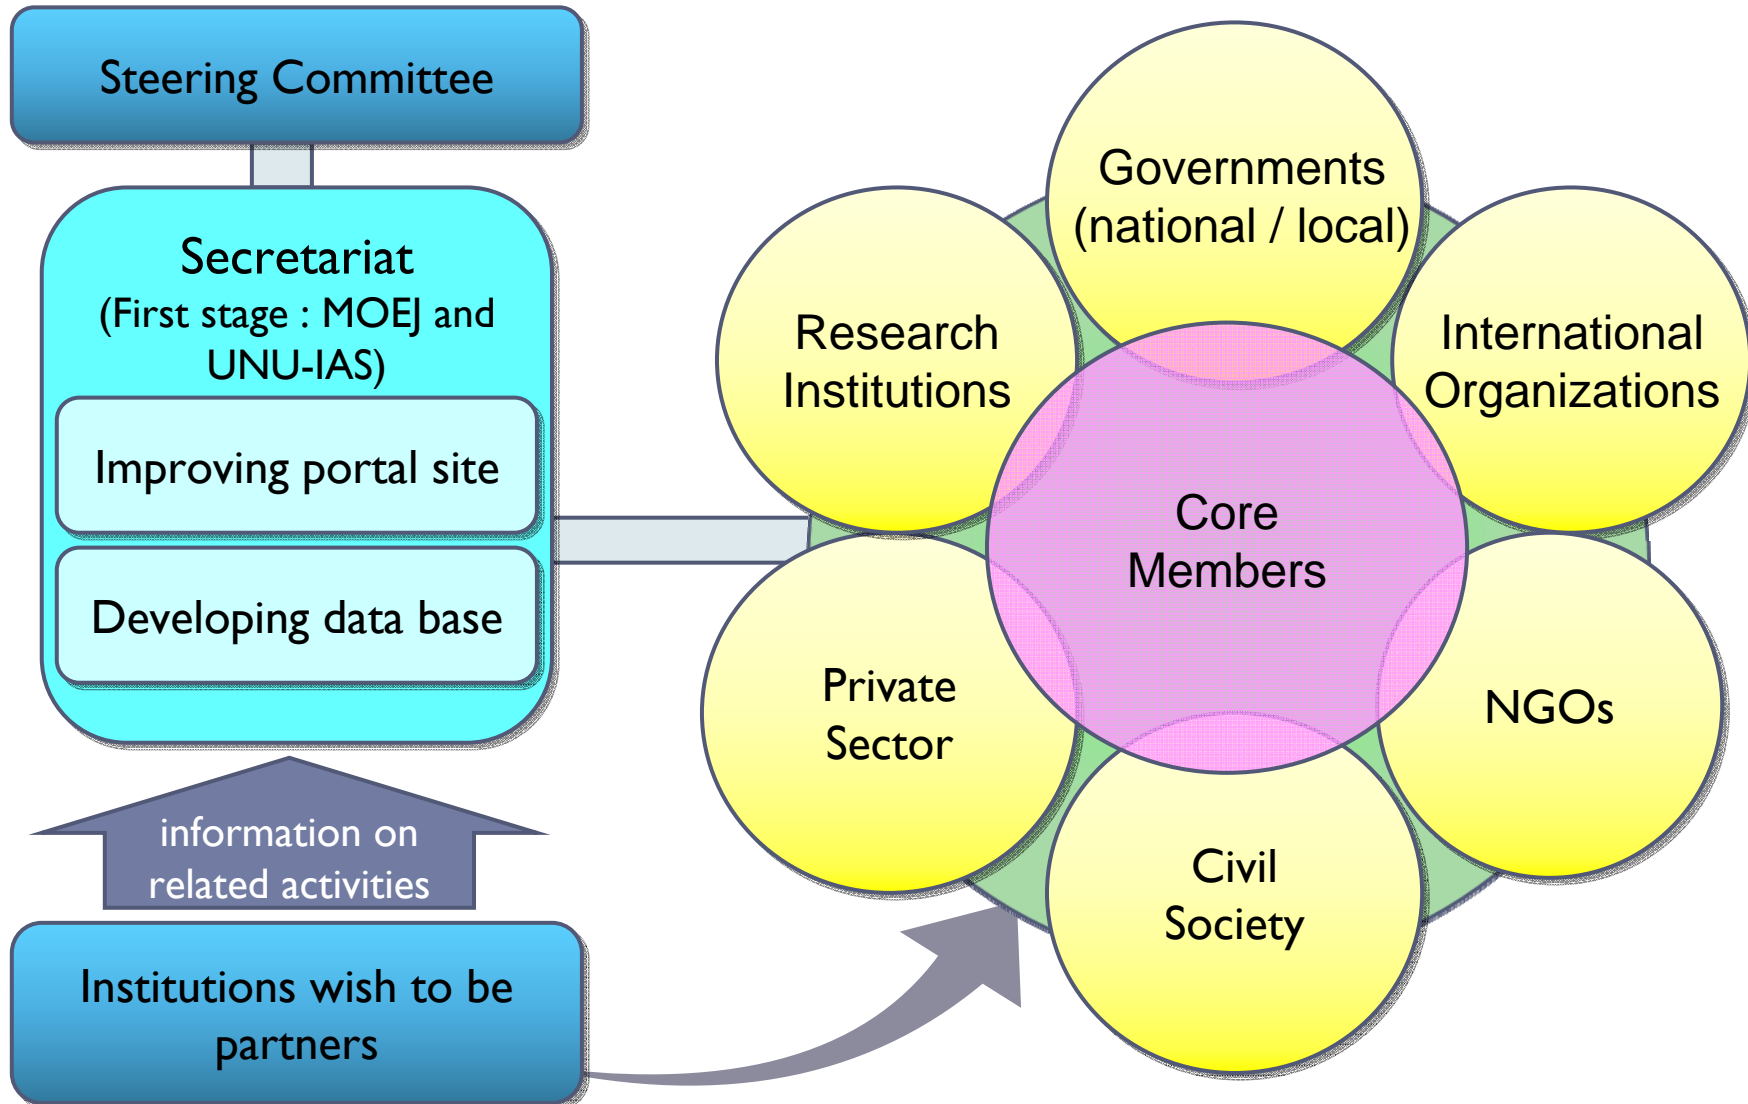 Steering Committee
Secretariat
(First stage : MOEJ and
UNU-IAS)
Improving portal site
Developing data base
information on
related activities
Institutions wish to be
partners
Governments
(national / local)
Research
Institutions
International
Organizations
Core
Members
Private
Sector
NGOs
Civil
Society